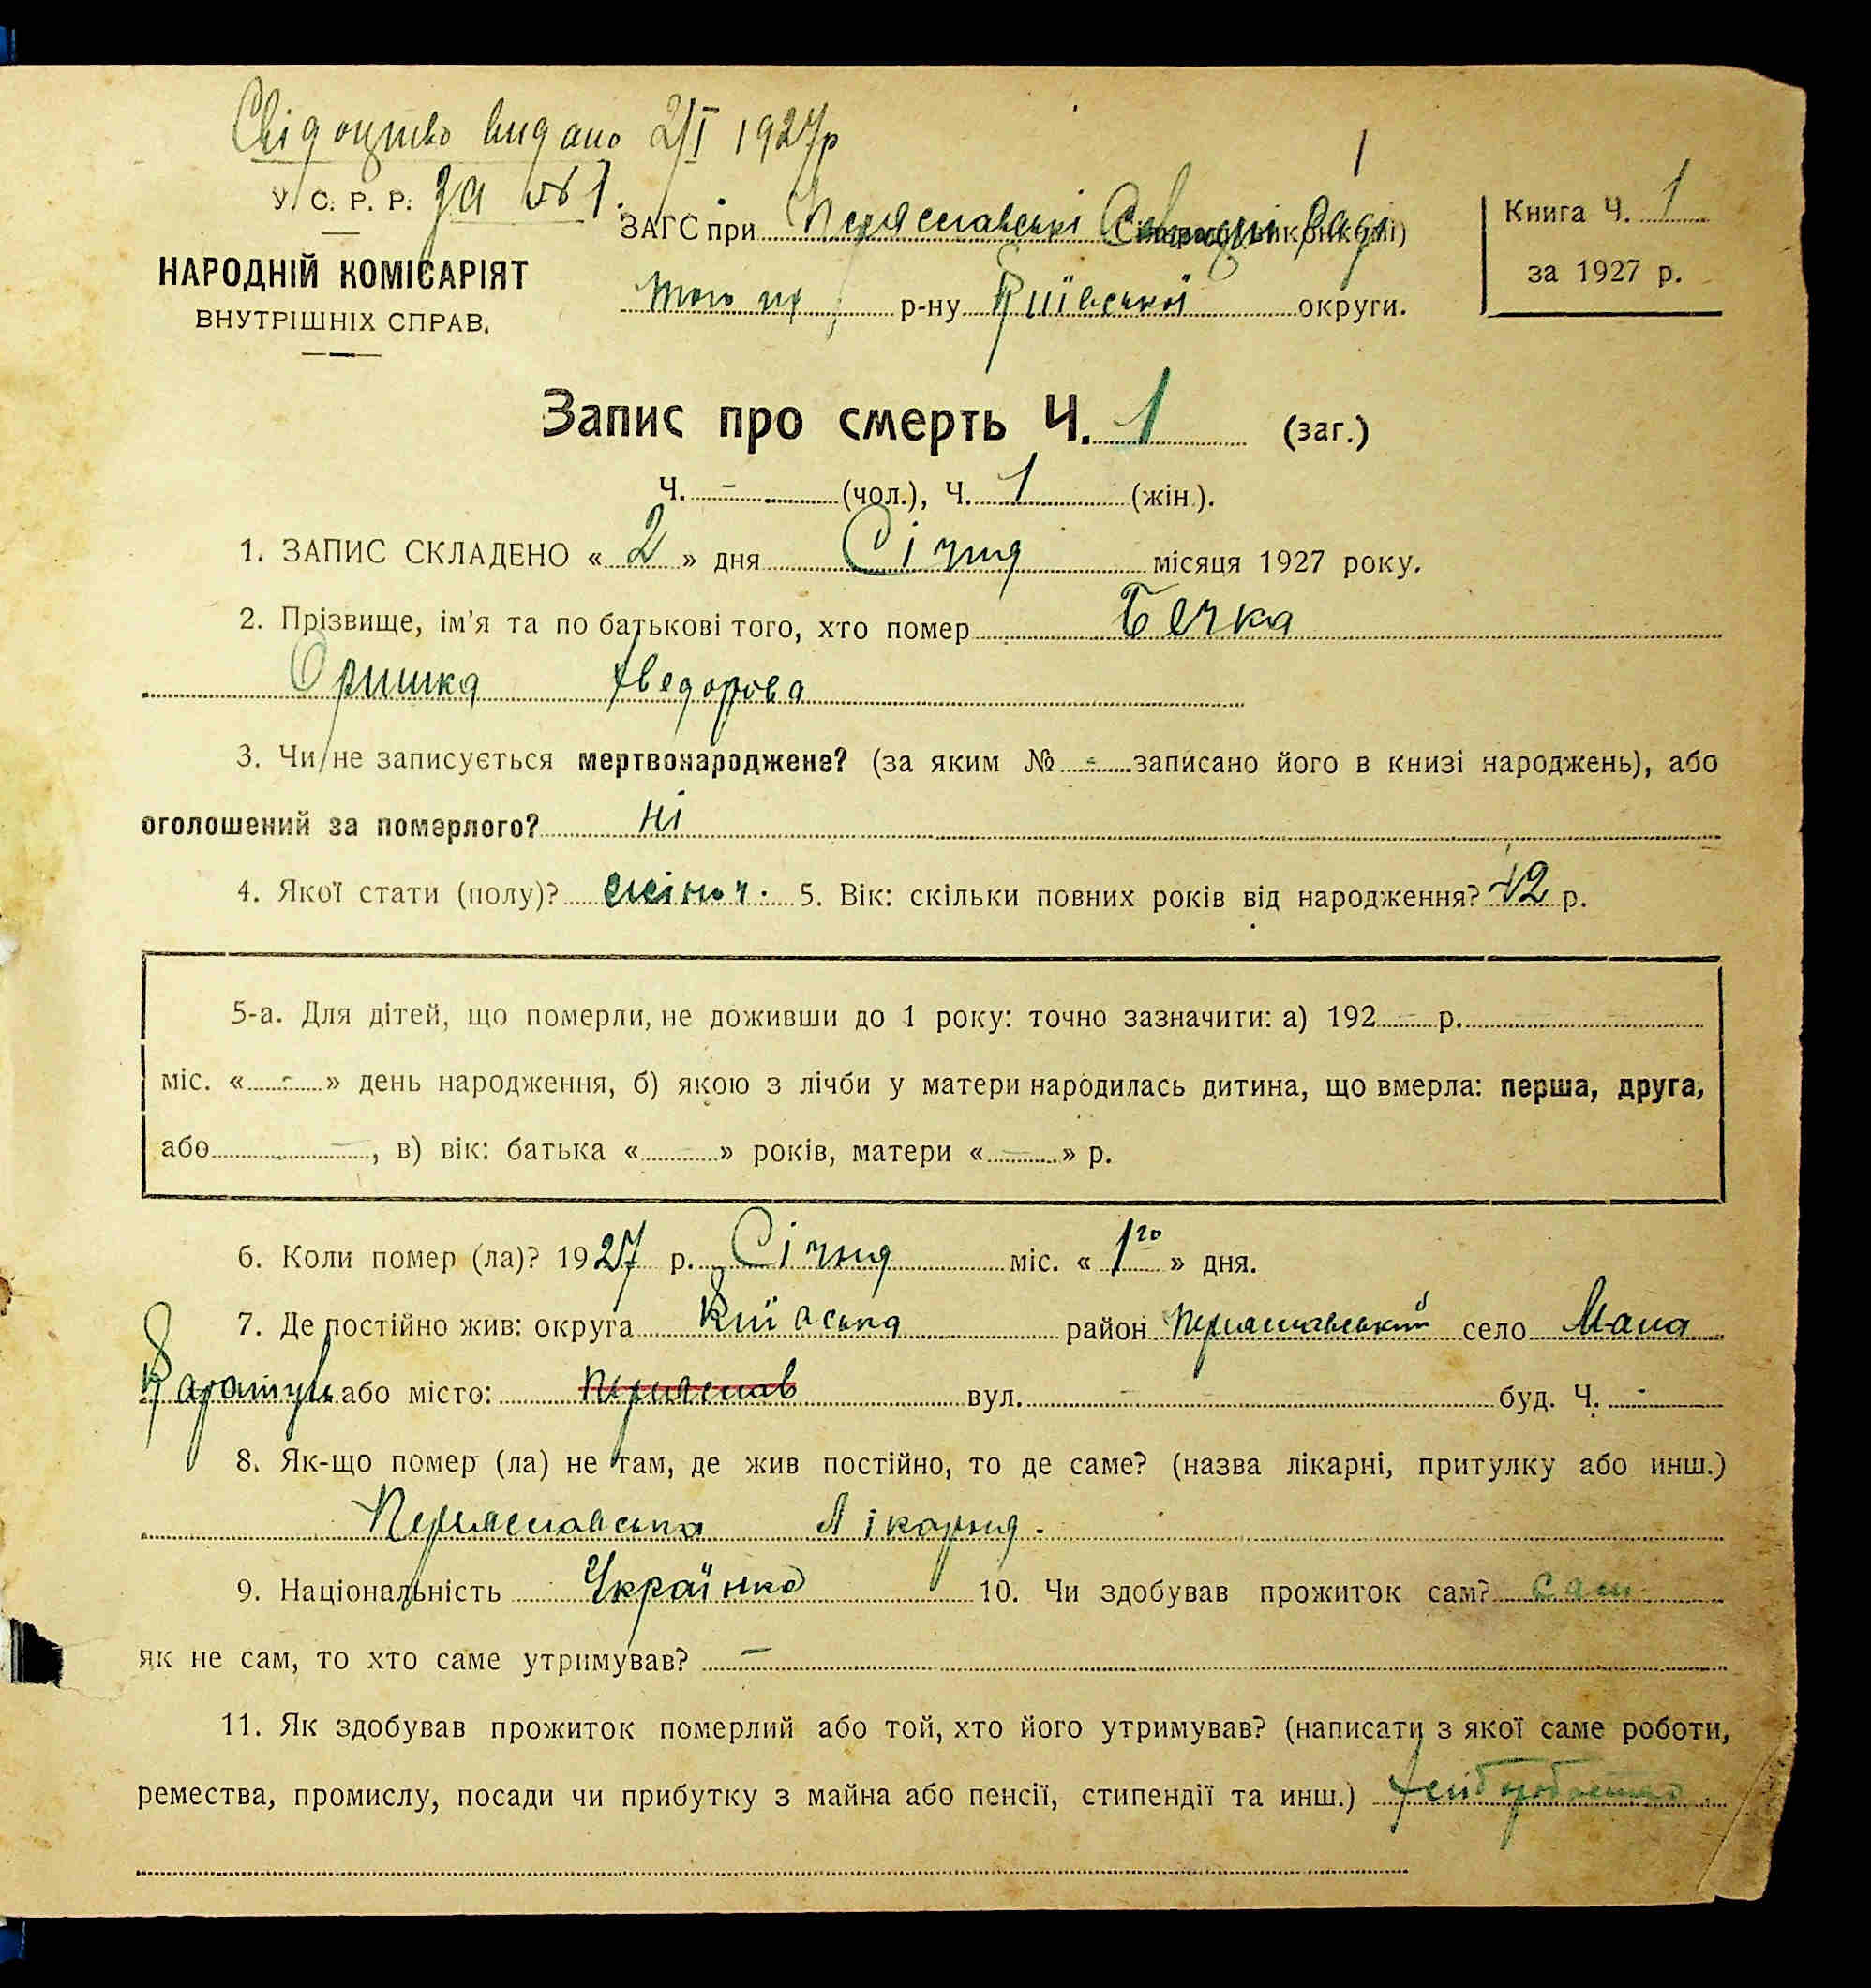 Свідоцтво видано 2/I 1927р
У. С. Р. Р. за № 1.
1
ЗАГС при Переяславські Раді
Книга Ч. 1
НАРОДНІЙ КОМІСАРІЯТ
ВНУТРІШНІХ СПРАВ.
того ж р-ну Київської округи.
за 1927 р.
Запис про смерть Ч. 1 (заг.)
Ч. - (чол.), Ч. 1 (жін.).
1. ЗАПИС СКЛАДЕНО « 2 » дня Січня місяця 1927 року.
2. Прізвище, ім'я та по батькові того, хто помер Бечка
Оришка Хведорова
3. Чи не записується мертвонароджене? (за яким № - записано його в книзі народжень), або
оголошений за померлого? ні
4. Якої стати (полу)? жіноч. 5. Вік: скільки повних років від народження? 42 р.
5-а. Для дітей, що померли, не доживши до 1 року: точно зазначити: а) 192 - р.
міс. « - » день народження, б) якою з лічби у матери народилась дитина, що вмерла: перша, друга,
або -, в) вік: батька « - » років, матери « - » р.
6. Коли помер (ла)? 1927 р. Січня міс. « 1го » дня.
7. Де постійно жив: округа Київська район Переяславський село Мала
Каратуль або місто: Переяслав вул. - буд. Ч. -
8. Як-що помер (ла) не там, де жив постійно, то де саме? (назва лікарні, притулку або инш.)
Переяславська Лікарня.
9. Національність Українка 10. Чи здобував прожиток сам? сам
як не сам, то хто саме утримував? -
11. Як здобував прожиток померлий або той, хто його утримував? (написати з якої саме роботи,
ремества, промислу, посади чи прибутку з майна або пенсії, стипендії та инш.) хліборобство